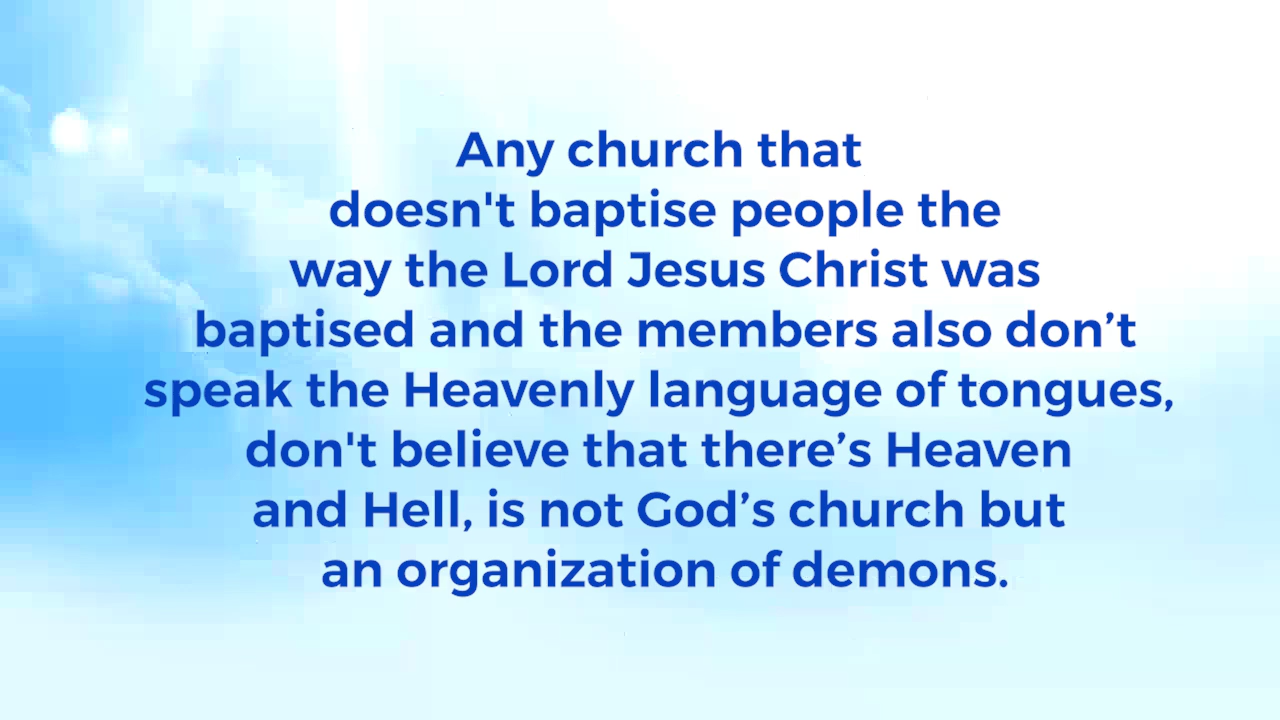 Any church that
doesn't baptise people the
way the Lord Jesus Christ was
baptised and the members also don’t
speak the Heavenly language of tongues,
don't believe that there’s Heaven
and Hell, is not God’s church but
an organization of demons.